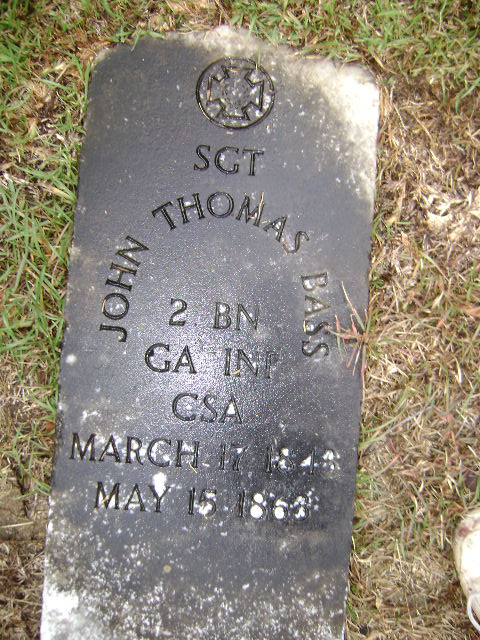 SGT
JOHN THOMAS BASS
2 BN
GA INF
CSA
MARCH 17
MAY 15 1863